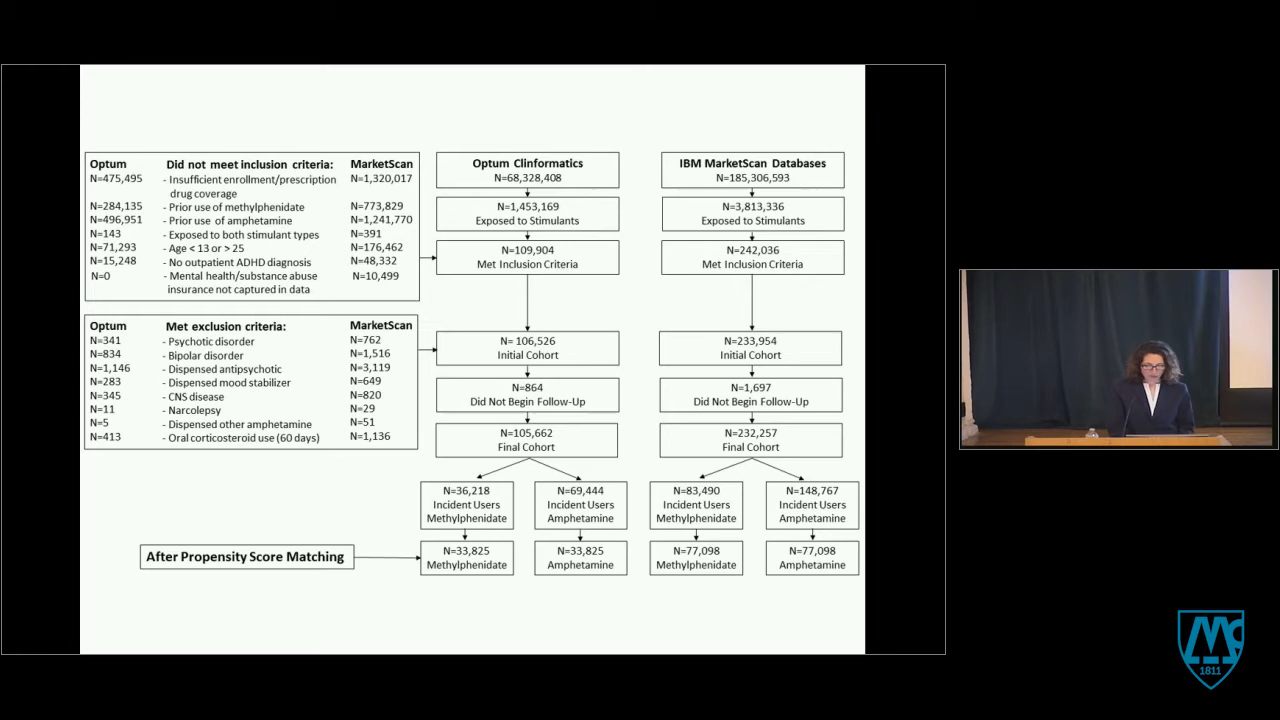 Optum Did not meet inclusion criteria: MarketScan
N=475,495 - Insufficient enrollment/prescription N=1,320,017
drug coverage
N=284,135 - Prior use of methylphenidate N=773,829
N=496,951 - Prior use of amphetamine N=1,241,770
N=143 - Exposed to both stimulant types N=391
N=71,293 - Age < 13 or > 25 N=176,462
N=15,248 - No outpatient ADHD diagnosis N=48,332
N=0 - Mental health/substance abuse N=10,499
insurance not captured in data
Optum Met exclusion criteria: MarketScan
N=341 - Psychotic disorder N=762
N=834 - Bipolar disorder N=1,516
N=1,146 - Dispensed antipsychotic N=3,119
N=283 - Dispensed mood stabilizer N=649
N=345 - CNS disease N=820
N=11 - Narcolepsy N=29
N=5 - Dispensed other amphetamine N=51
N=413 - Oral corticosteroid use (60 days) N=1,136
Optum Clinformatics
N=68,328,408
N=1,453,169
Exposed to Stimulants
N=109,904
Met Inclusion Criteria
N= 106,526
Initial Cohort
N=864
Did Not Begin Follow-Up
N=105,662
Final Cohort
N=36,218
Incident Users
Methylphenidate
N=69,444
Incident Users
Amphetamine
IBM MarketScan Databases
N=185,306,593
N=3,813,336
Exposed to Stimulants
N=242,036
Met Inclusion Criteria
N=233,954
Initial Cohort
N=1,697
Did Not Begin Follow-Up
N=232,257
Final Cohort
N=83,490
Incident Users
Methylphenidate
N=148,767
Incident Users
Amphetamine
After Propensity Score Matching
N=33,825
Methylphenidate
N=33,825
Amphetamine
N=77,098
Methylphenidate
N=77,098
Amphetamine
Mc
1811